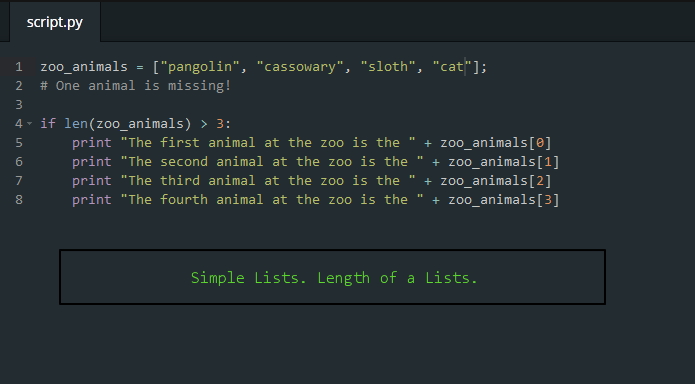 script.py
1 zoo_animals = ["pangolin", "cassowary", "sloth", "cat"];
2 # One animal is missing!
3
4 if len(zoo_animals) > 3:
5     print "The first animal at the zoo is the " + zoo_animals[0]
6     print "The second animal at the zoo is the " + zoo_animals[1]
7     print "The third animal at the zoo is the " + zoo_animals[2]
8     print "The fourth animal at the zoo is the " + zoo_animals[3]
Simple Lists. Length of a Lists.